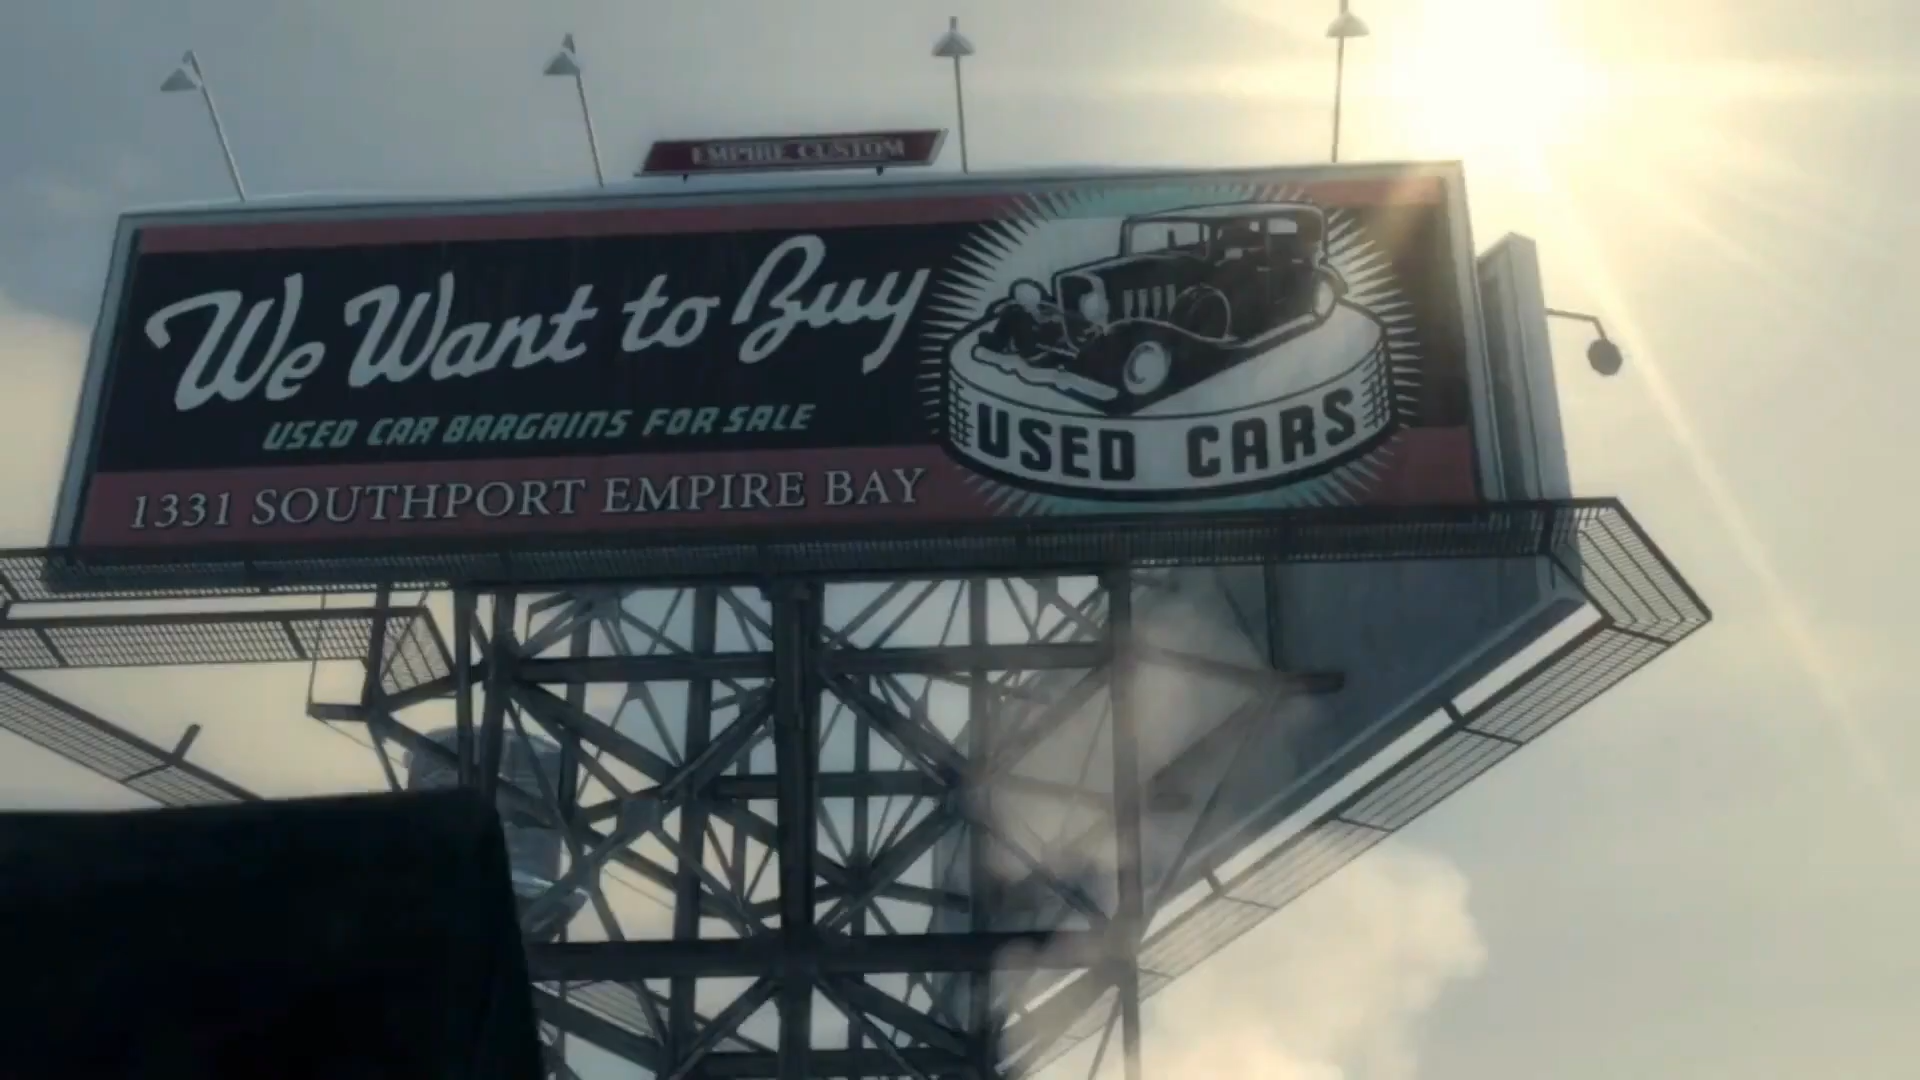 EMPIRE CUSTOM
We Want to Buy
USED CAR BARGAINS FOR SALE
1331 SOUTHPORT EMPIRE BAY
USED CARS